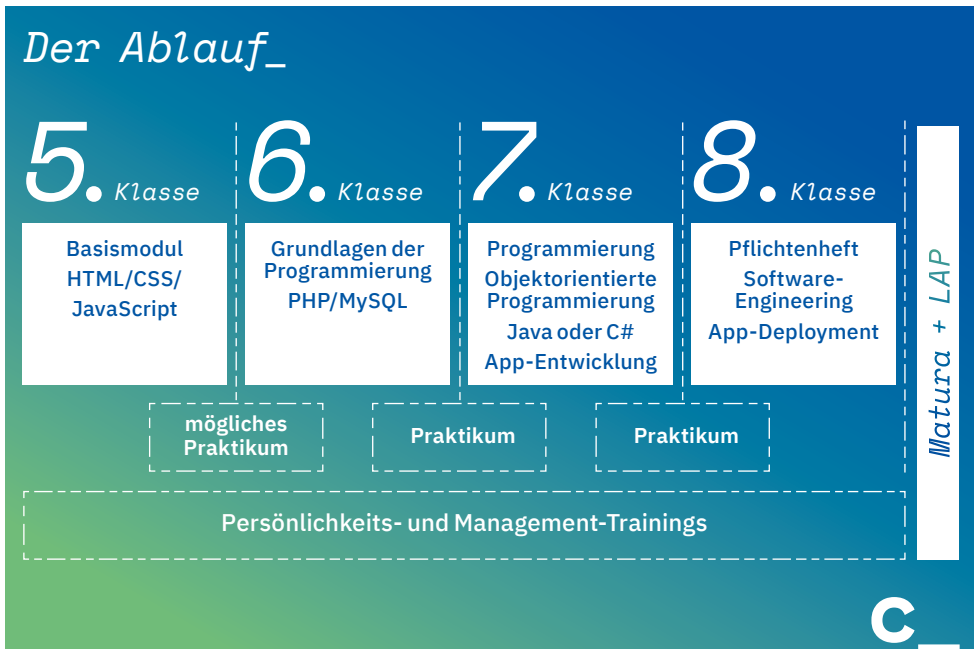 Der Ablauf_
5. Klasse
Basismodul
HTML/CSS/
JavaScript
6. Klasse
Grundlagen der
Programmierung
PHP/MySQL
7. Klasse
Programmierung
Objektorientierte
Programmierung
Java oder C#
App-Entwicklung
8. Klasse
Pflichtenheft
Software-
Engineering
App-Deployment
Matura + LAP
mögliches
Praktikum
Praktikum
Praktikum
Persönlichkeits- und Management-Trainings
C_